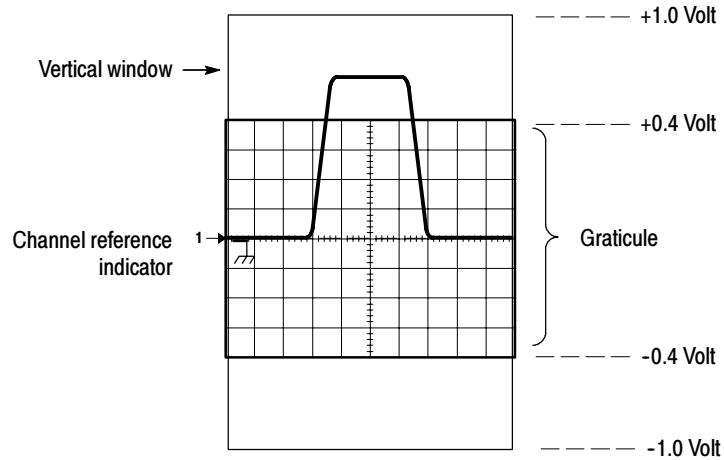 +1.0 Volt
Vertical window
+0.4 Volt
Channel reference
indicator
1
Graticule
-0.4 Volt
-1.0 Volt